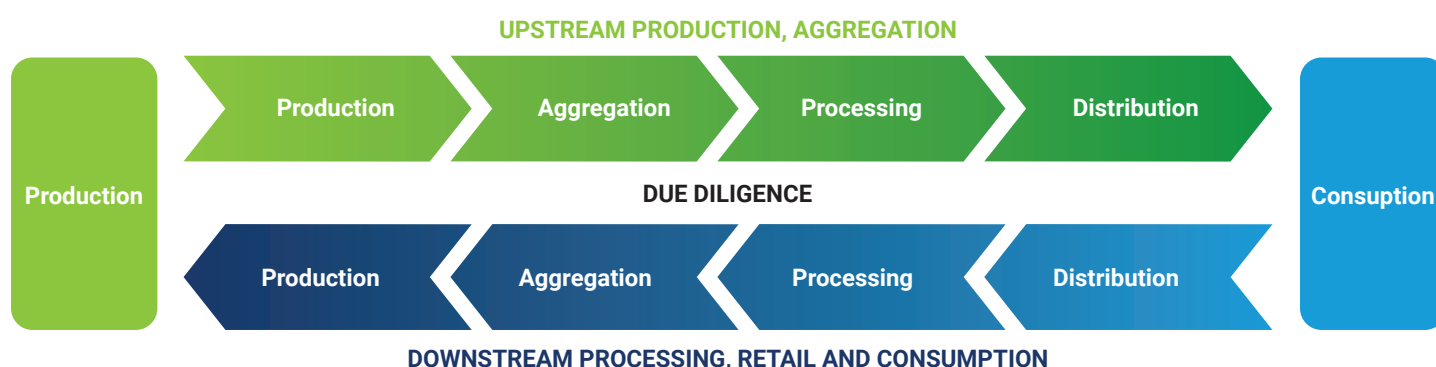 UPSTREAM PRODUCTION, AGGREGATION
Production
Aggregation
Processing
Distribution
Production
DUE DILIGENCE
Consuption
Production
Aggregation
Processing
Distribution
DOWNSTREAM PROCESSING, RETAIL AND CONSUMPTION